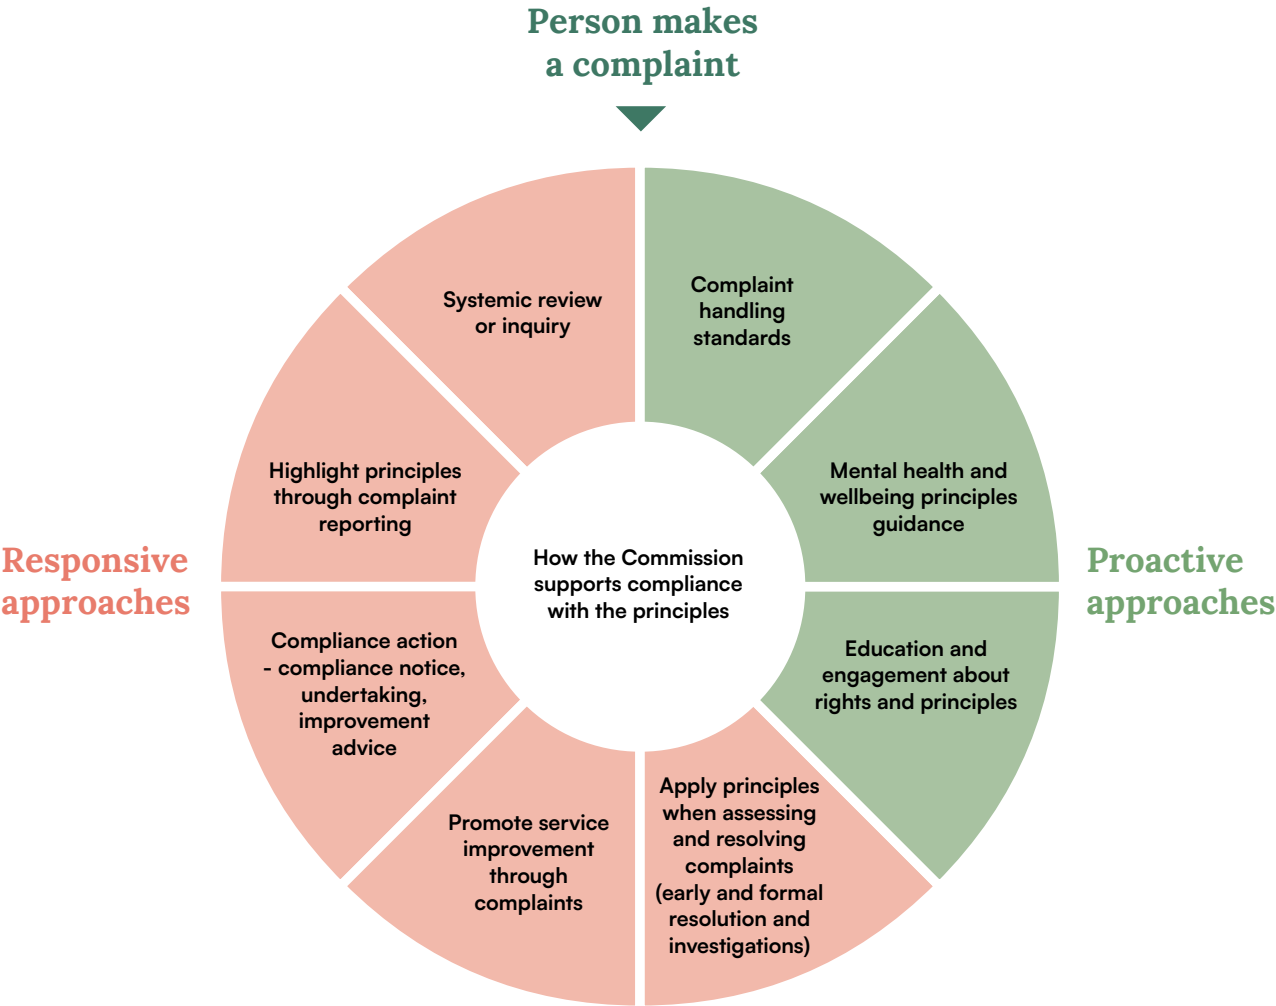 Person makes
a complaint
Systemic review
or inquiry
Complaint
handling
standards
Highlight principles
through complaint
reporting
Mental health and
wellbeing principles
guidance
Responsive
approaches
How the Commission
supports compliance
with the principles
Proactive
approaches
Compliance action
- compliance notice,
undertaking,
improvement
advice
Education and
engagement about
rights and principles
Promote service
improvement
through
complaints
Apply principles
when assessing
and resolving
complaints
(early and formal
resolution and
investigations)